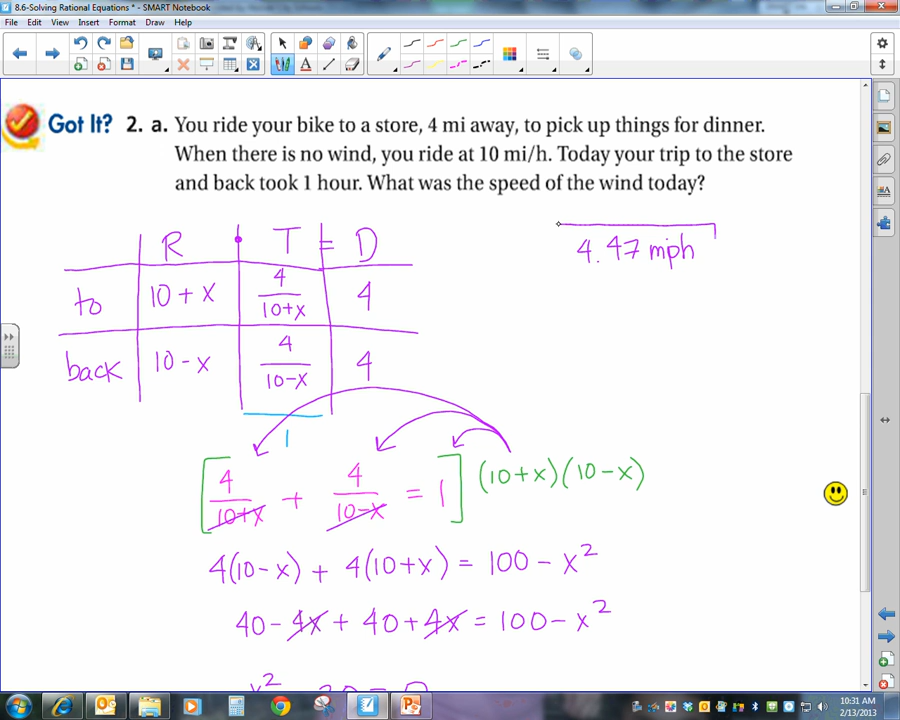 8.6-Solving Rational Equations * - SMART Notebook
File Edit View Insert Format Draw Help
Got It? 2. a. You ride your bike to a store, 4 mi away, to pick up things for dinner.
When there is no wind, you ride at 10 mi/h. Today your trip to the store
and back took 1 hour. What was the speed of the wind today?
4.47 mph
R • T = D
to 10 + x 4/(10+x) 4
back 10 - x 4/(10-x) 4
1
[4/(10+x) + 4/(10-x) = 1] (10+x)(10-x)
4(10-x) + 4(10+x) = 100 - x²
40 - 4x + 40 + 4x = 100 - x²
x² 20 = 0
10:31 AM
2/13/2013